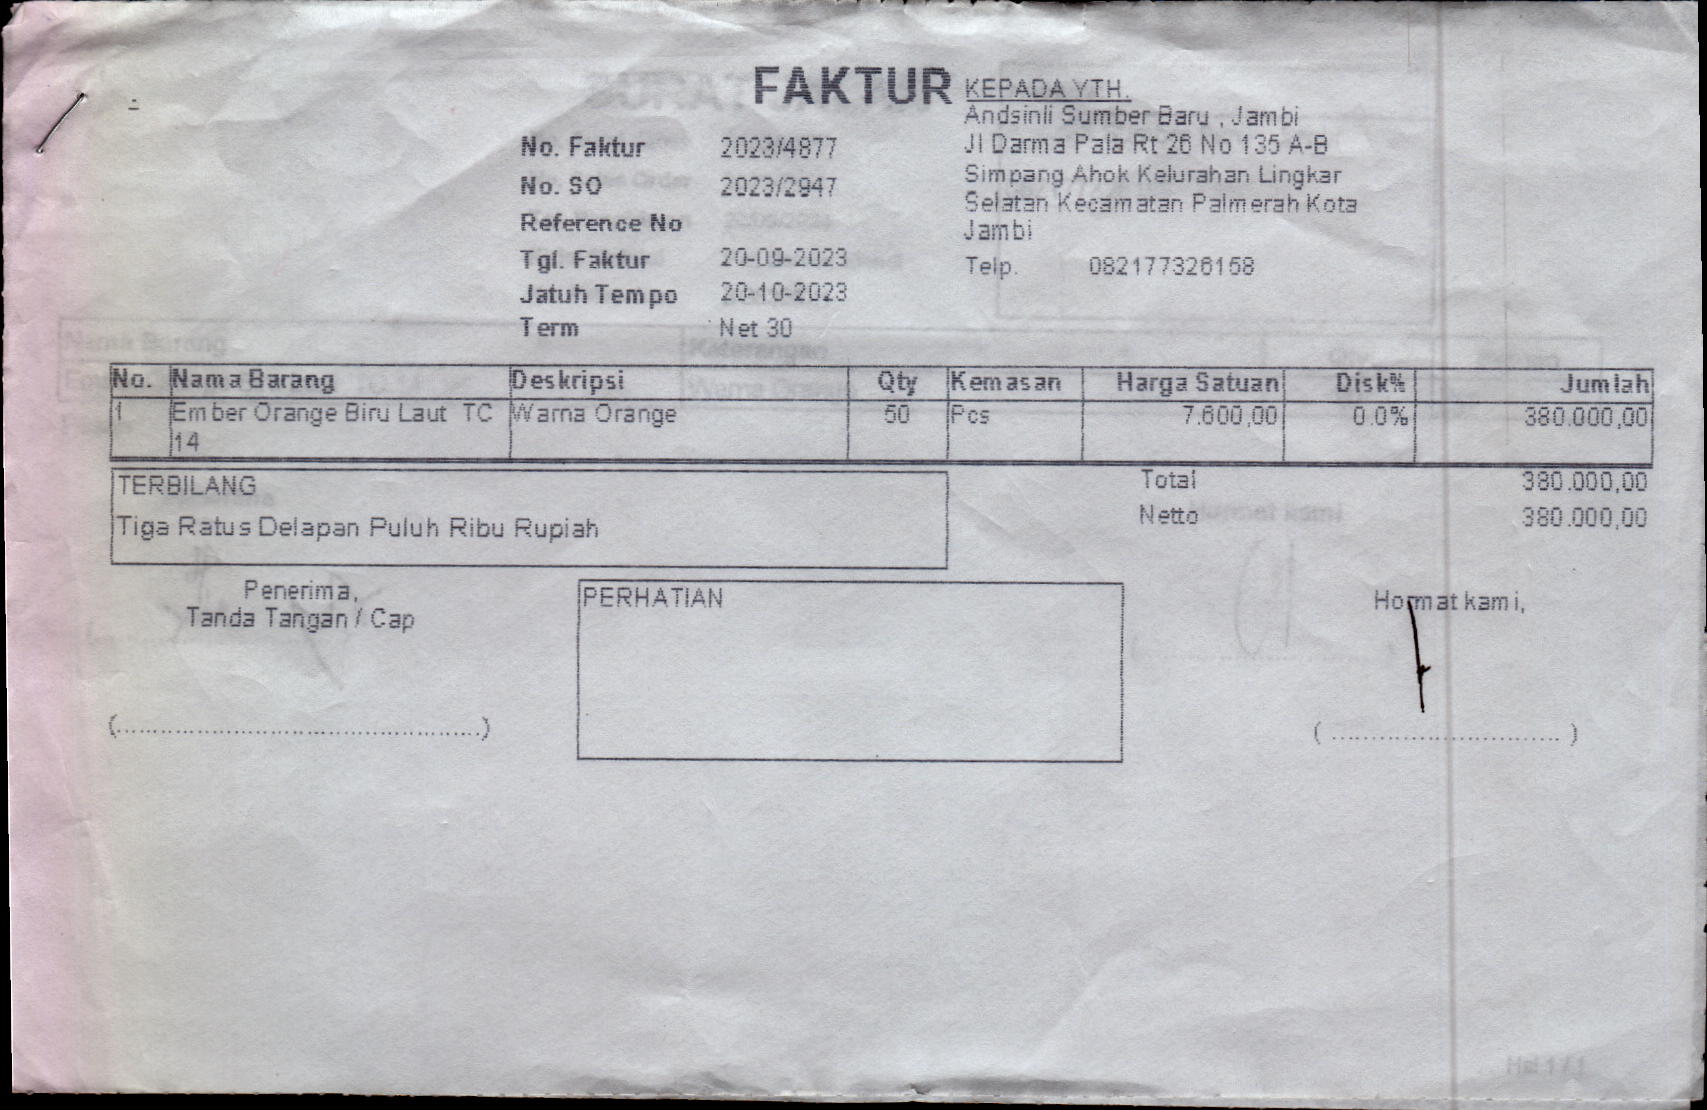 FAKTUR
KEPADA YTH.
Andsinli Sumber Baru , Jambi
Jl Darma Pala Rt 26 No 135 A-B
Simpang Ahok Kelurahan Lingkar
Selatan Kecamatan Palmerah Kota
Jambi
Telp. 082177326158
No. Faktur 2023/4877
No. SO 2023/2947
Reference No
Tgl. Faktur 20-09-2023
Jatuh Tempo 20-10-2023
Term Net 30
No. Nama Barang Deskripsi Qty Kemasan Harga Satuan Disk% Jumlah
1 Ember Orange Biru Laut TC Warna Orange 50 Pcs 7.600,00 0.0% 380.000,00
14
TERBILANG
Tiga Ratus Delapan Puluh Ribu Rupiah
Total 380.000,00
Netto 380.000,00
Penerima,
Tanda Tangan / Cap
PERHATIAN
Hormat kami,
(................................................)
( ............................. )
Hal 1 / 1